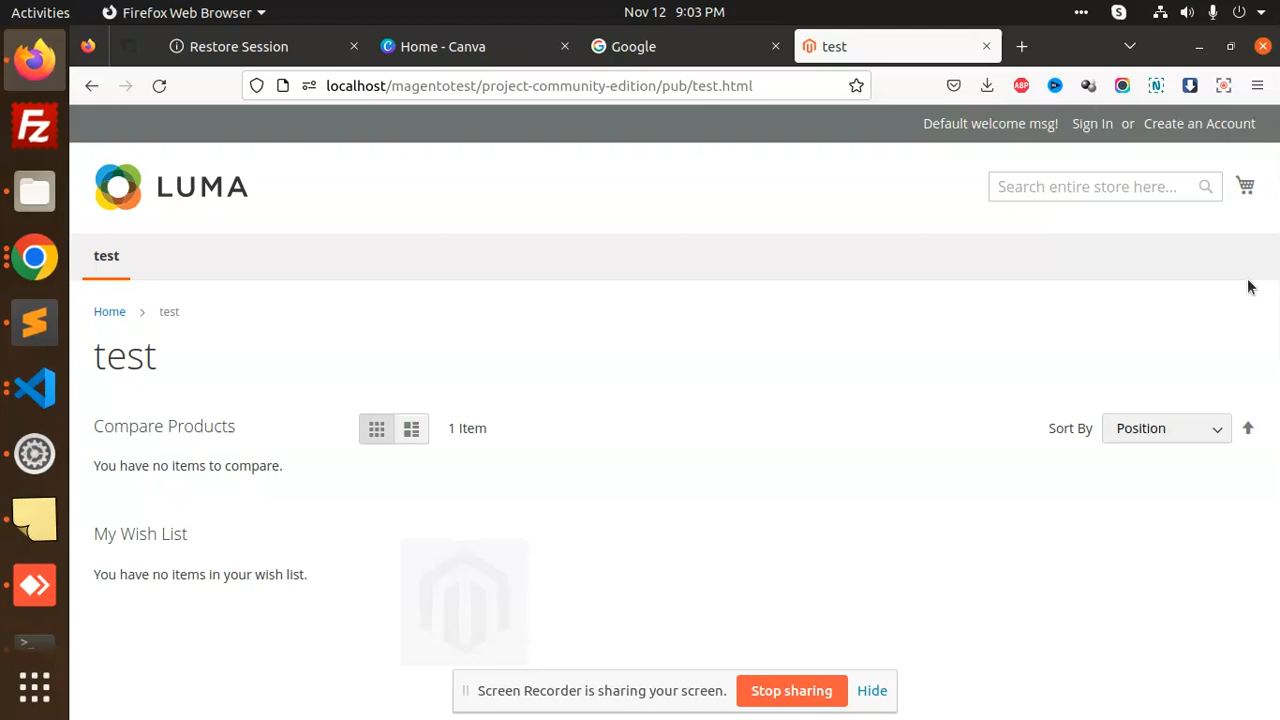 Activities
Firefox Web Browser
Nov 12 9:03 PM
Restore Session
Home - Canva
Google
test
localhost/magentotest/project-community-edition/pub/test.html
ABP
Default welcome msg! Sign In or Create an Account
LUMA
Search entire store here...
test
Home > test
test
Compare Products
1 Item
Sort By Position
You have no items to compare.
My Wish List
You have no items in your wish list.
Screen Recorder is sharing your screen. Stop sharing Hide